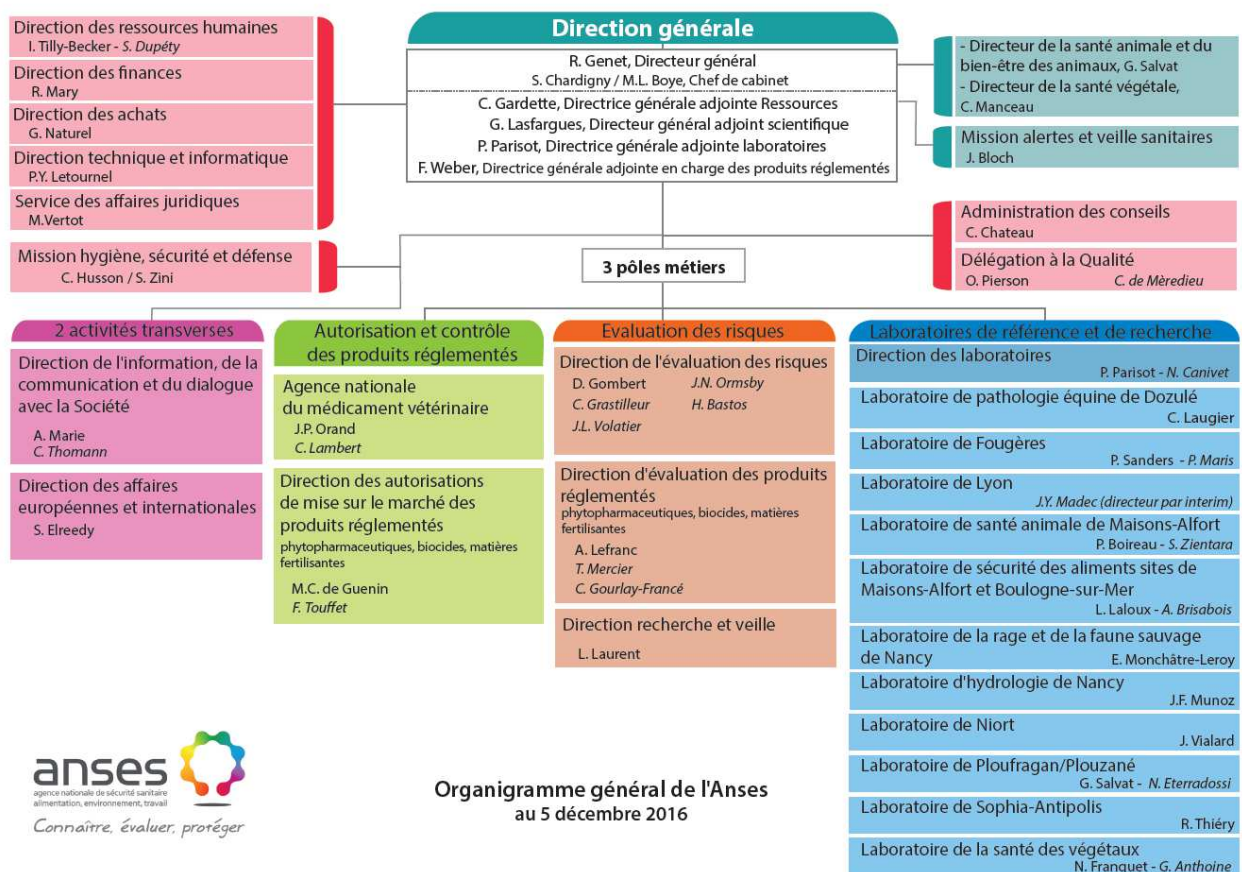 Direction générale
R. Genet, Directeur général
S. Chardigny / M.L. Boye, Chef de cabinet
C. Gardette, Directrice générale adjointe Ressources
G. Lasfargues, Directeur général adjoint scientifique
P. Parisot, Directrice générale adjointe laboratoires
F. Weber, Directrice générale adjointe en charge des produits réglementés
Direction des ressources humaines
I. Tilly-Becker - S. Dupéty
Direction des finances
R. Mary
Direction des achats
G. Naturel
Direction technique et informatique
P.Y. Letournel
Service des affaires juridiques
M.Vertot
Mission hygiène, sécurité et défense
C. Husson / S. Zini
- Directeur de la santé animale et du
bien-être des animaux, G. Salvat
- Directeur de la santé végétale,
C. Manceau
Mission alertes et veille sanitaires
J. Bloch
Administration des conseils
C. Chateau
Délégation à la Qualité
O. Pierson C. de Mèredieu
3 pôles métiers
2 activités transverses
Direction de l'information, de la
communication et du dialogue
avec la Société
A. Marie
C. Thomann
Direction des affaires
européennes et internationales
S. Elreedy
Autorisation et contrôle
des produits réglementés
Agence nationale
du médicament vétérinaire
J.P. Orand
C. Lambert
Direction des autorisations
de mise sur le marché des
produits réglementés
phytopharmaceutiques, biocides, matières
fertilisantes
M.C. de Guenin
F. Touffet
Evaluation des risques
Direction de l'évaluation des risques
D. Gombert J.N. Ormsby
C. Grastilleur H. Bastos
J.L. Volatier
Direction d'évaluation des produits
réglementés
phytopharmaceutiques, biocides, matières
fertilisantes
A. Lefranc
T. Mercier
C. Gourlay-Francé
Direction recherche et veille
L. Laurent
Laboratoires de référence et de recherche
Direction des laboratoires
P. Parisot - N. Canivet
Laboratoire de pathologie équine de Dozulé
C. Laugier
Laboratoire de Fougères
P. Sanders - P. Maris
Laboratoire de Lyon
J.Y. Madec (directeur par interim)
Laboratoire de santé animale de Maisons-Alfort
P. Boireau - S. Zientara
Laboratoire de sécurité des aliments sites de
Maisons-Alfort et Boulogne-sur-Mer
L. Laloux - A. Brisabois
Laboratoire de la rage et de la faune sauvage
de Nancy E. Monchâtre-Leroy
Laboratoire d'hydrologie de Nancy
J.F. Munoz
Laboratoire de Niort
J. Vialard
Laboratoire de Ploufragan/Plouzané
G. Salvat - N. Eterradossi
Laboratoire de Sophia-Antipolis
R. Thiéry
Laboratoire de la santé des végétaux
N. Franquet - G. Anthoine
anses
agence nationale de sécurité sanitaire
alimentation, environnement, travail
Connaître, évaluer, protéger
Organigramme général de l'Anses
au 5 décembre 2016